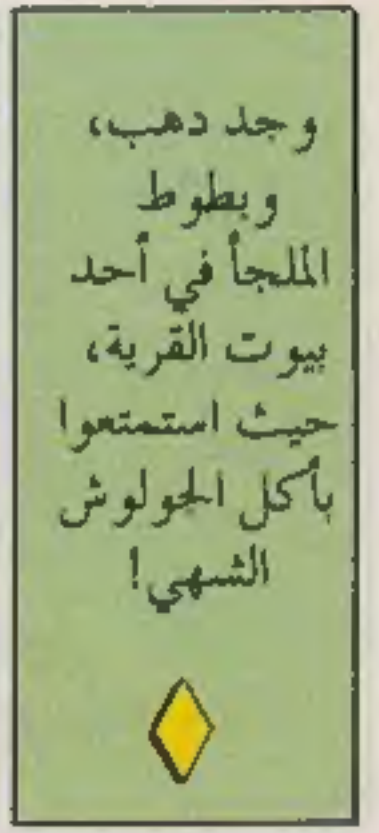 وجد دهب،
وبطوط
الملجأ في أحد
بيوت القرية،
حيث استمتعوا
بأكل الجولوش
الشهي!